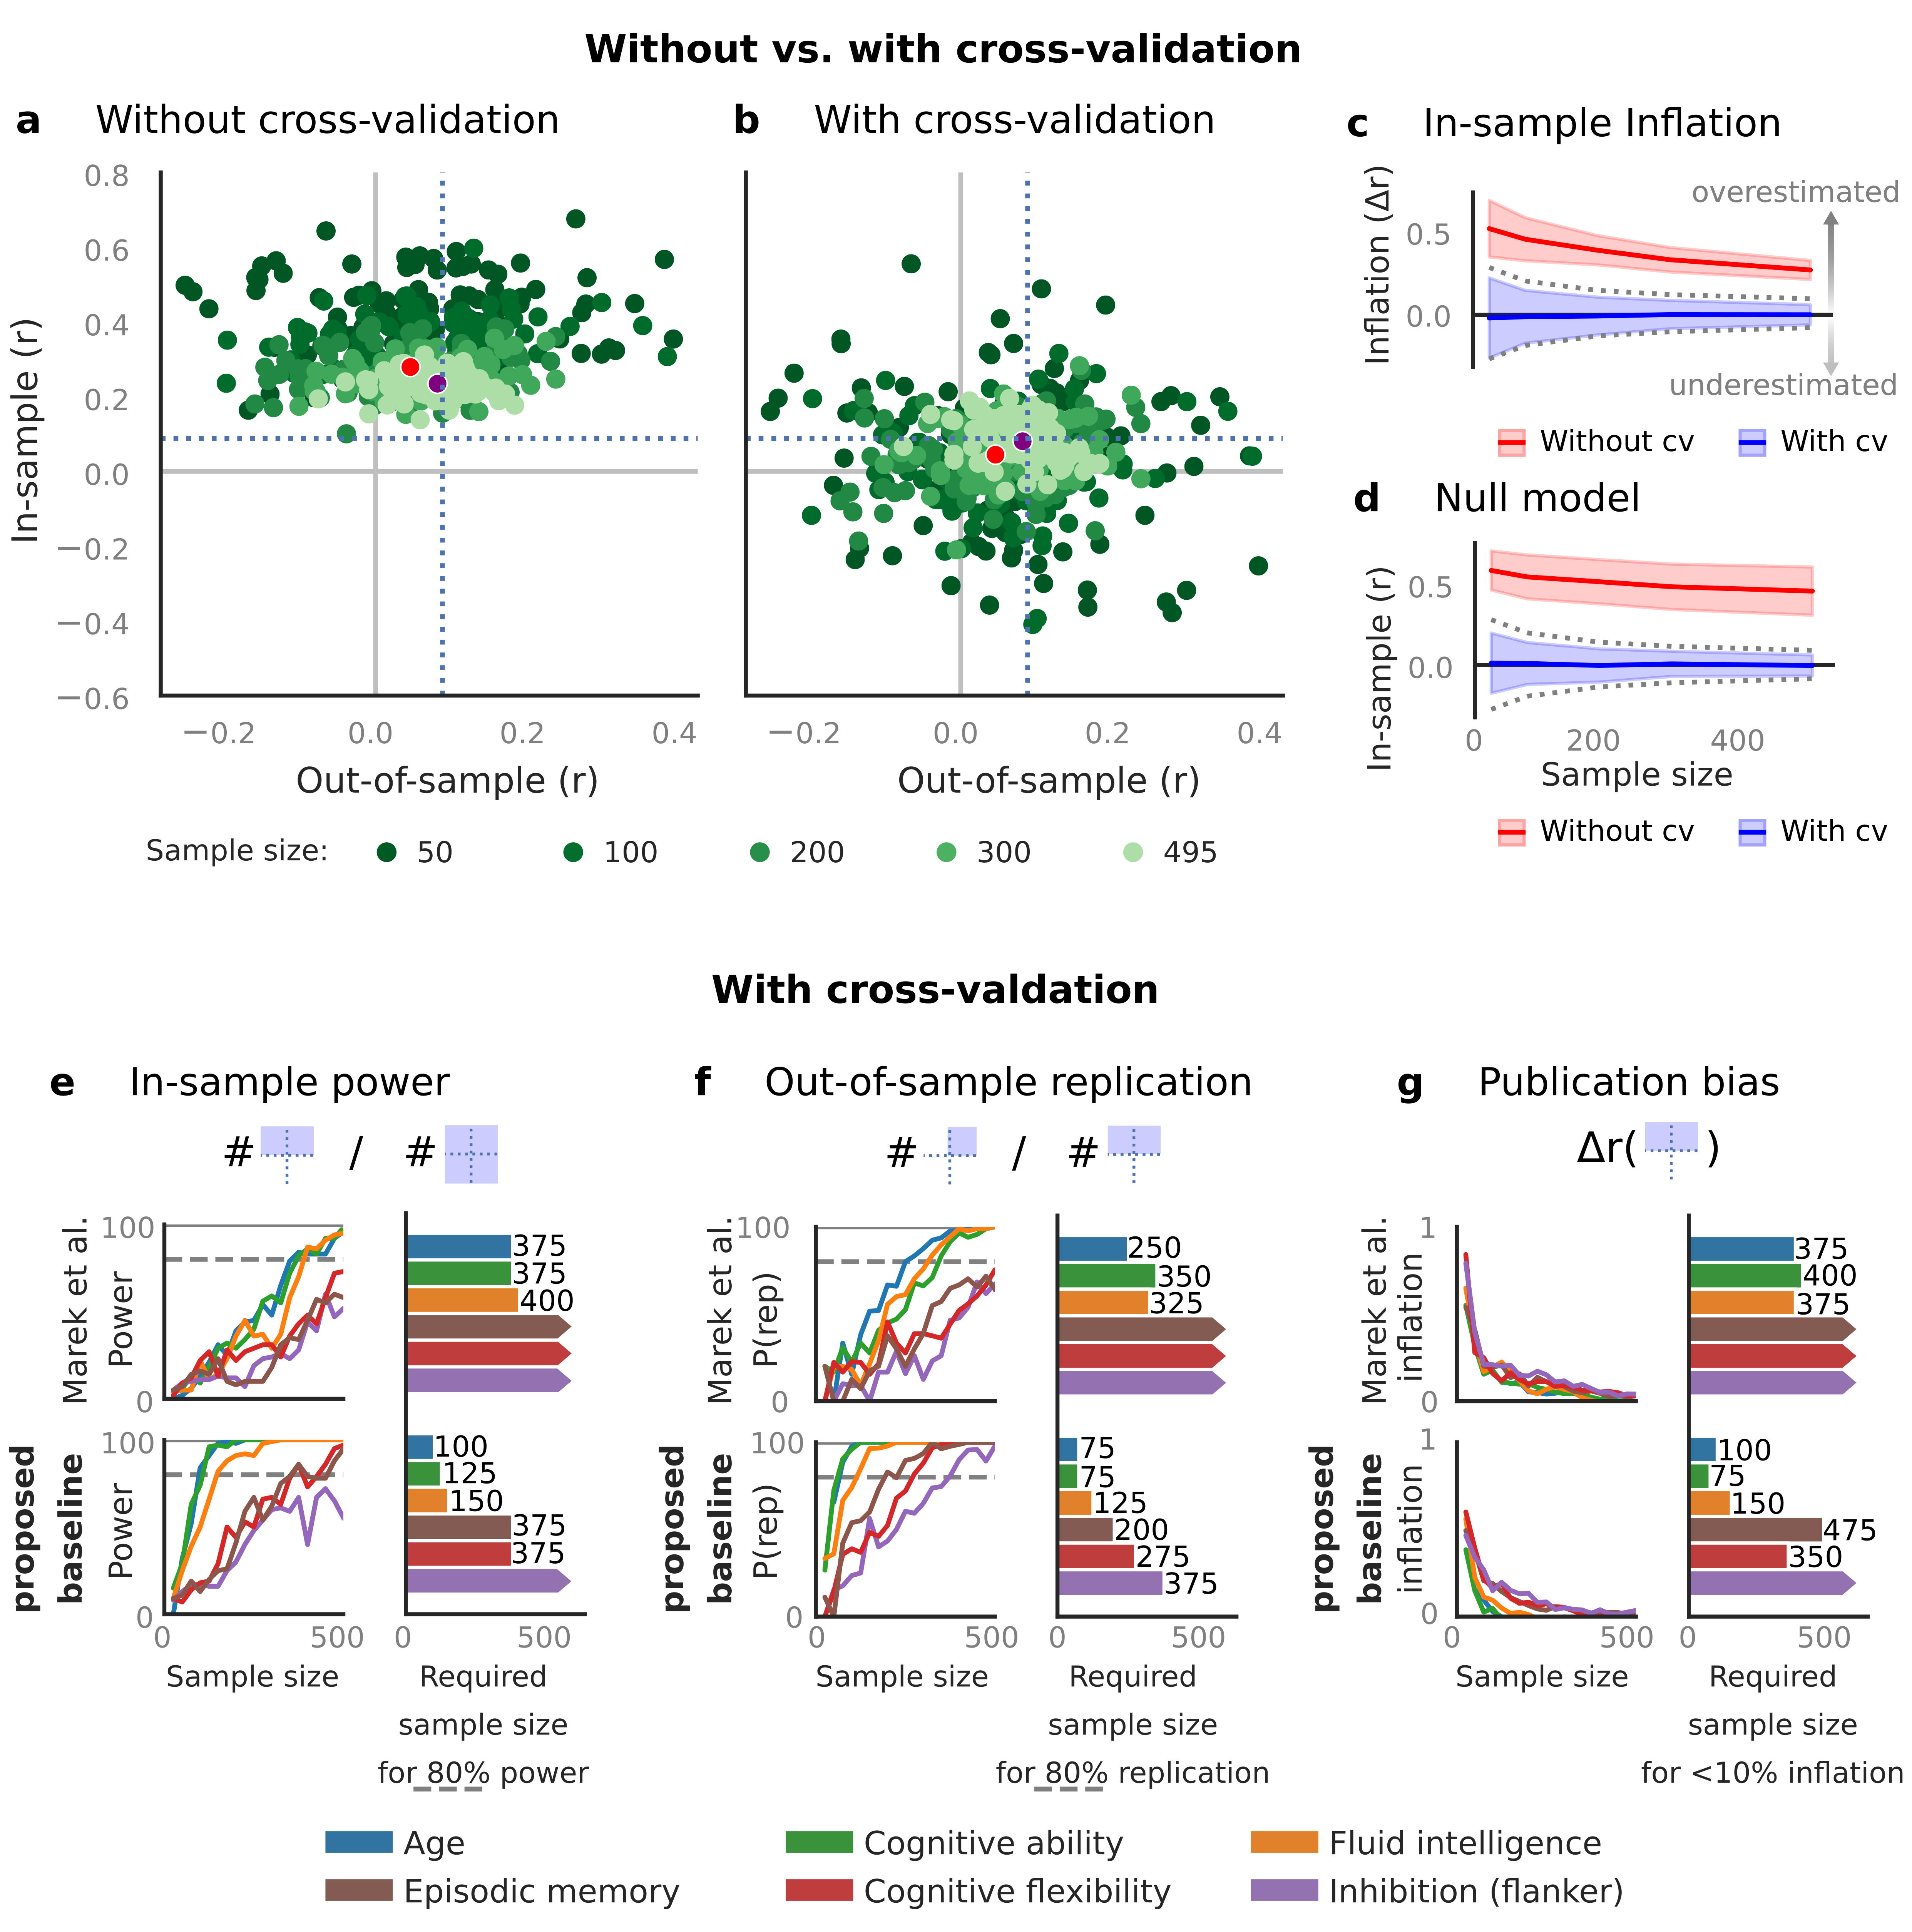 Without vs. with cross-validation
a Without cross-validation
b With cross-validation
c In-sample Inflation
In-sample (r)
0.8
0.6
0.4
0.2
0.0
−0.2
−0.4
−0.6
−0.2 0.0 0.2 0.4
Out-of-sample (r)
−0.2 0.0 0.2 0.4
Out-of-sample (r)
Sample size: 50 100 200 300 495
Inflation (Δr)
0.5
0.0
overestimated
underestimated
Without cv With cv
d Null model
In-sample (r)
0.5
0.0
0 200 400
Sample size
Without cv With cv
With cross-valdation
e In-sample power
# / #
Marek et al.
Power
100
0
375
375
400
proposed
baseline
Power
100
0
100
125
150
375
375
0 500
Sample size
0 500
Required
sample size
for 80% power
f Out-of-sample replication
# / #
Marek et al.
P(rep)
100
0
250
350
325
proposed
baseline
P(rep)
100
0
75
75
125
200
275
375
0 500
Sample size
0 500
Required
sample size
for 80% replication
g Publication bias
Δr( )
Marek et al.
inflation
1
0
375
400
375
proposed
baseline
inflation
1
0
100
75
150
475
350
0 500
Sample size
0 500
Required
sample size
for <10% inflation
Age Cognitive ability Fluid intelligence
Episodic memory Cognitive flexibility Inhibition (flanker)